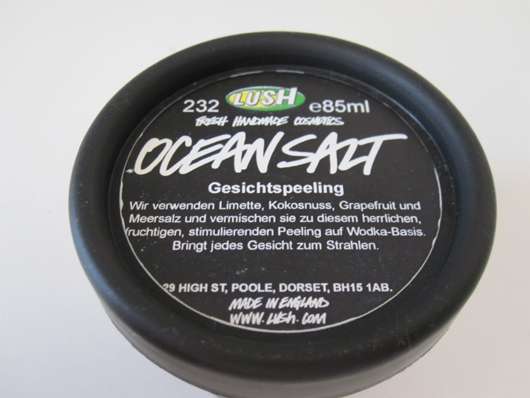 232 LUSH e85ml
FRESH HANDMADE COSMETICS
OCEAN SALT
Gesichtspeeling
Wir verwenden Limette, Kokosnuss, Grapefruit und
Meersalz und vermischen sie zu diesem herrlichen,
fruchtigen, stimulierenden Peeling auf Wodka-Basis.
Bringt jedes Gesicht zum Strahlen.
29 HIGH ST, POOLE, DORSET, BH15 1AB.
MADE IN ENGLAND
WWW.LUSH.COM